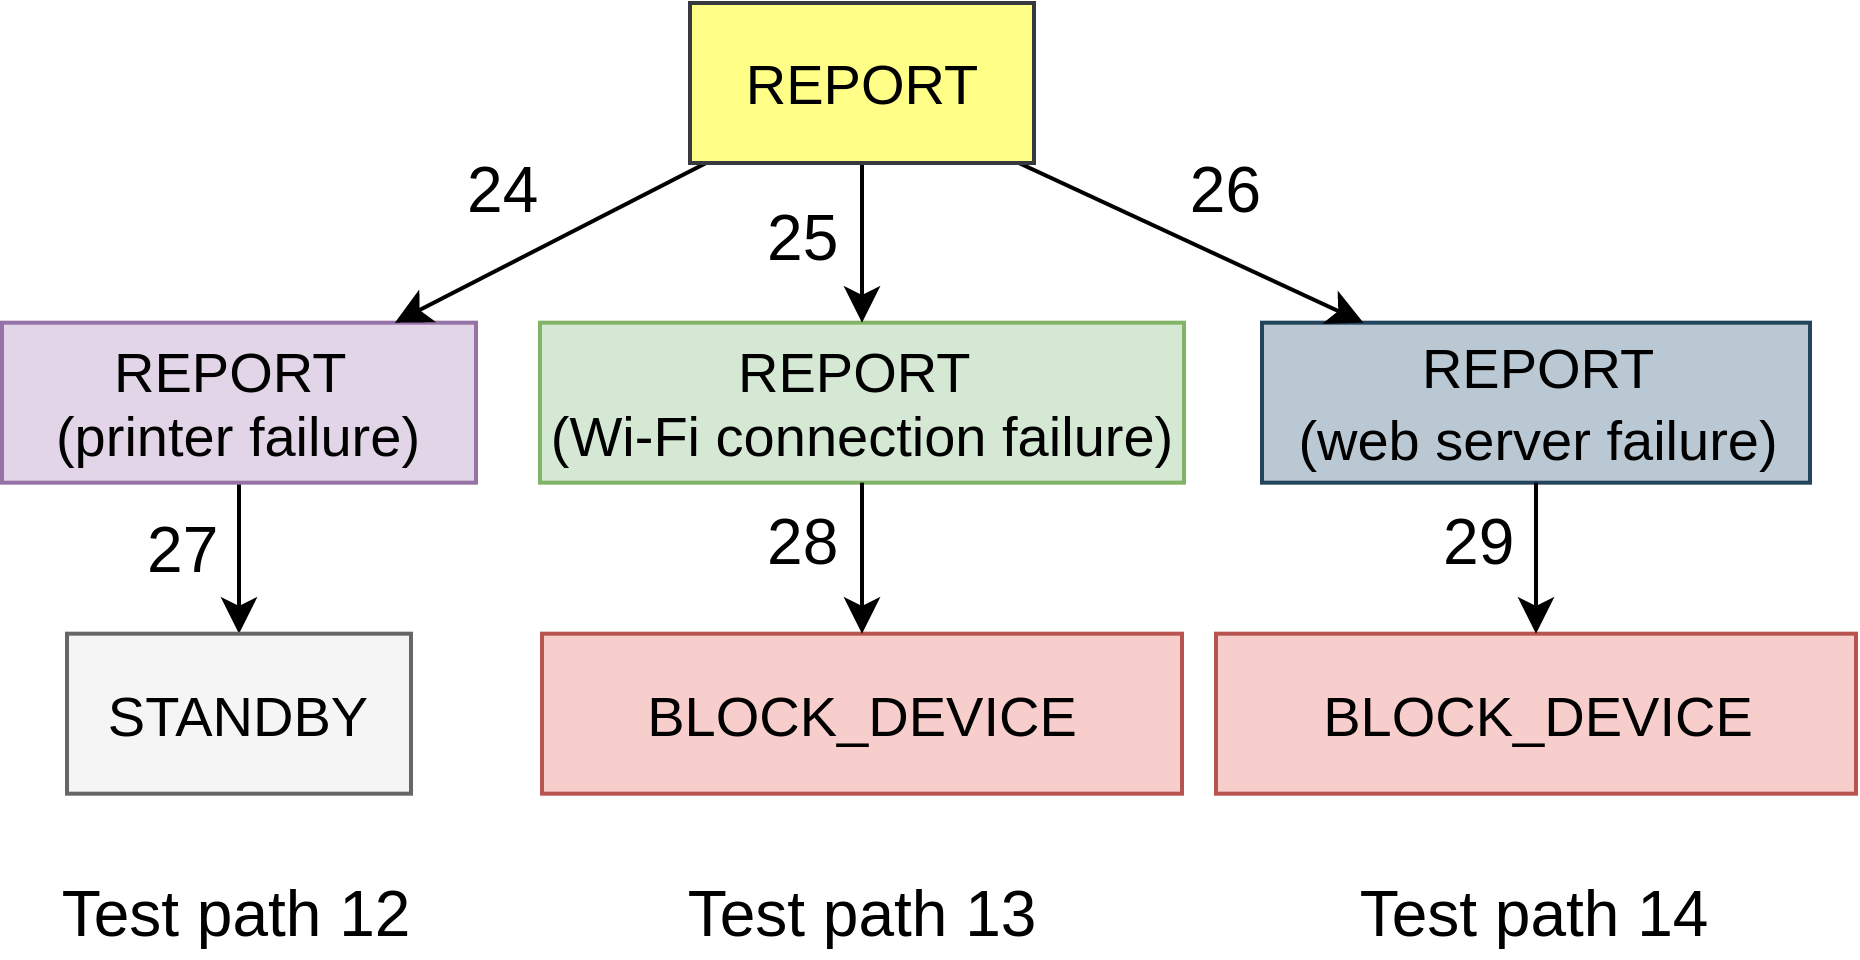 REPORT
24
25
26
REPORT
(printer failure)
REPORT
(Wi-Fi connection failure)
REPORT
(web server failure)
27
28
29
STANDBY
BLOCK_DEVICE
BLOCK_DEVICE
Test path 12
Test path 13
Test path 14